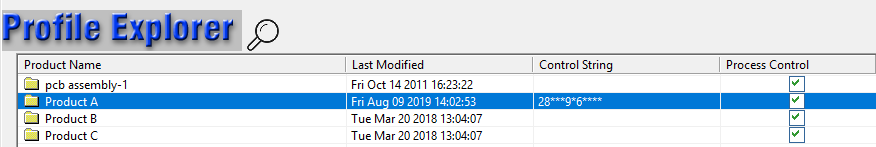 Profile Explorer
Product Name Last Modified Control String Process Control
pcb assembly-1 Fri Oct 14 2011 16:23:22
Product A Fri Aug 09 2019 14:02:53 28***9*6****
Product B Tue Mar 20 2018 13:04:07
Product C Tue Mar 20 2018 13:04:07